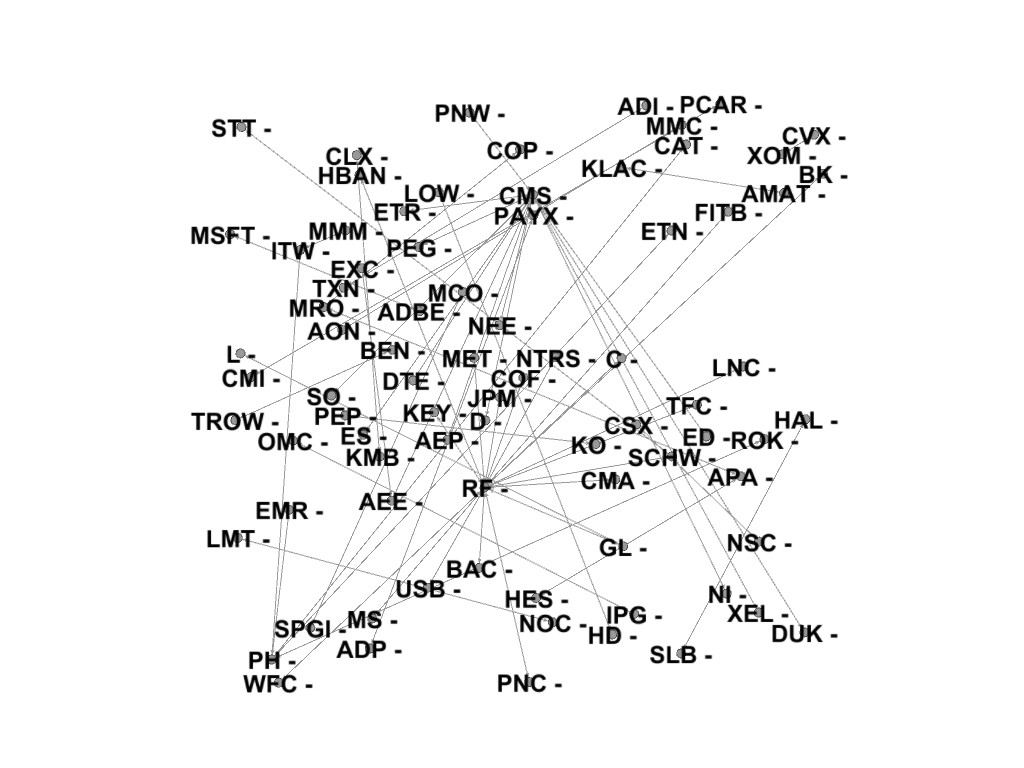 ADI - PCAR -
PNW -
STT -
MMC -
CVX -
CAT -
COP -
XOM -
CLX -
KLAC -
HBAN -
BK -
LOW -
AMAT -
CMS -
ETR -
FITB -
PAYX -
MMM -
ETN -
MSFT -
PEG -
ITW -
EXC -
TXN -
MCO -
MRO -
ADBE -
NEE -
AON -
BEN -
L -
MET -
NTRS -
C -
LNC -
CMI -
DTE -
COF -
SO -
JPM -
TFC -
PEP -
KEY -
TROW -
D -
HAL -
CSX -
ES -
ED -
ROK -
OMC -
AEP -
KO -
KMB -
SCHW -
APA -
CMA -
RF -
AEE -
EMR -
LMT -
GL -
NSC -
BAC -
USB -
NI -
HES -
XEL -
IPG -
MS -
NOC -
SPGI -
HD -
DUK -
ADP -
SLB -
PH -
WFC -
PNC -